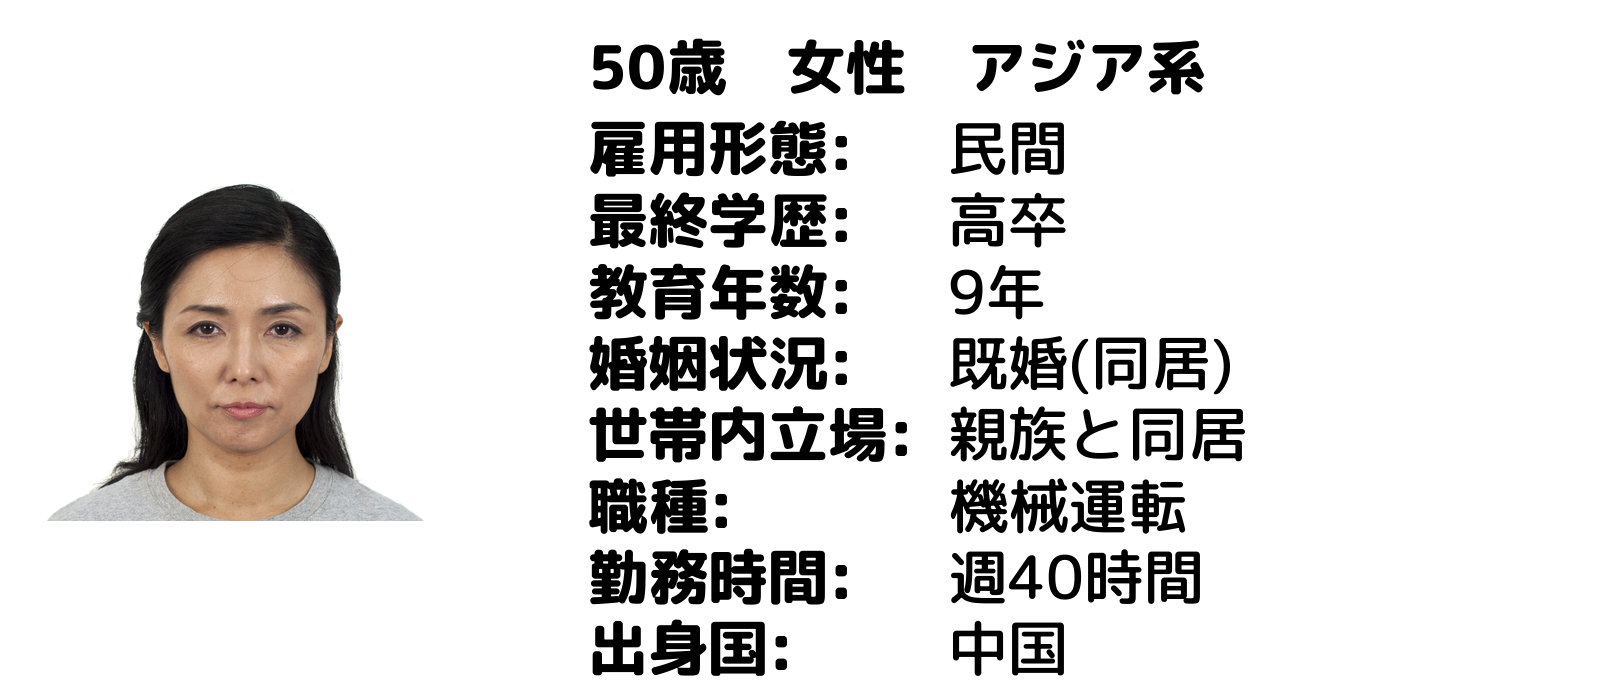 50歳　女性　アジア系
雇用形態: 民間
最終学歴: 高卒
教育年数: 9年
婚姻状況: 既婚(同居)
世帯内立場: 親族と同居
職種: 機械運転
勤務時間: 週40時間
出身国: 中国